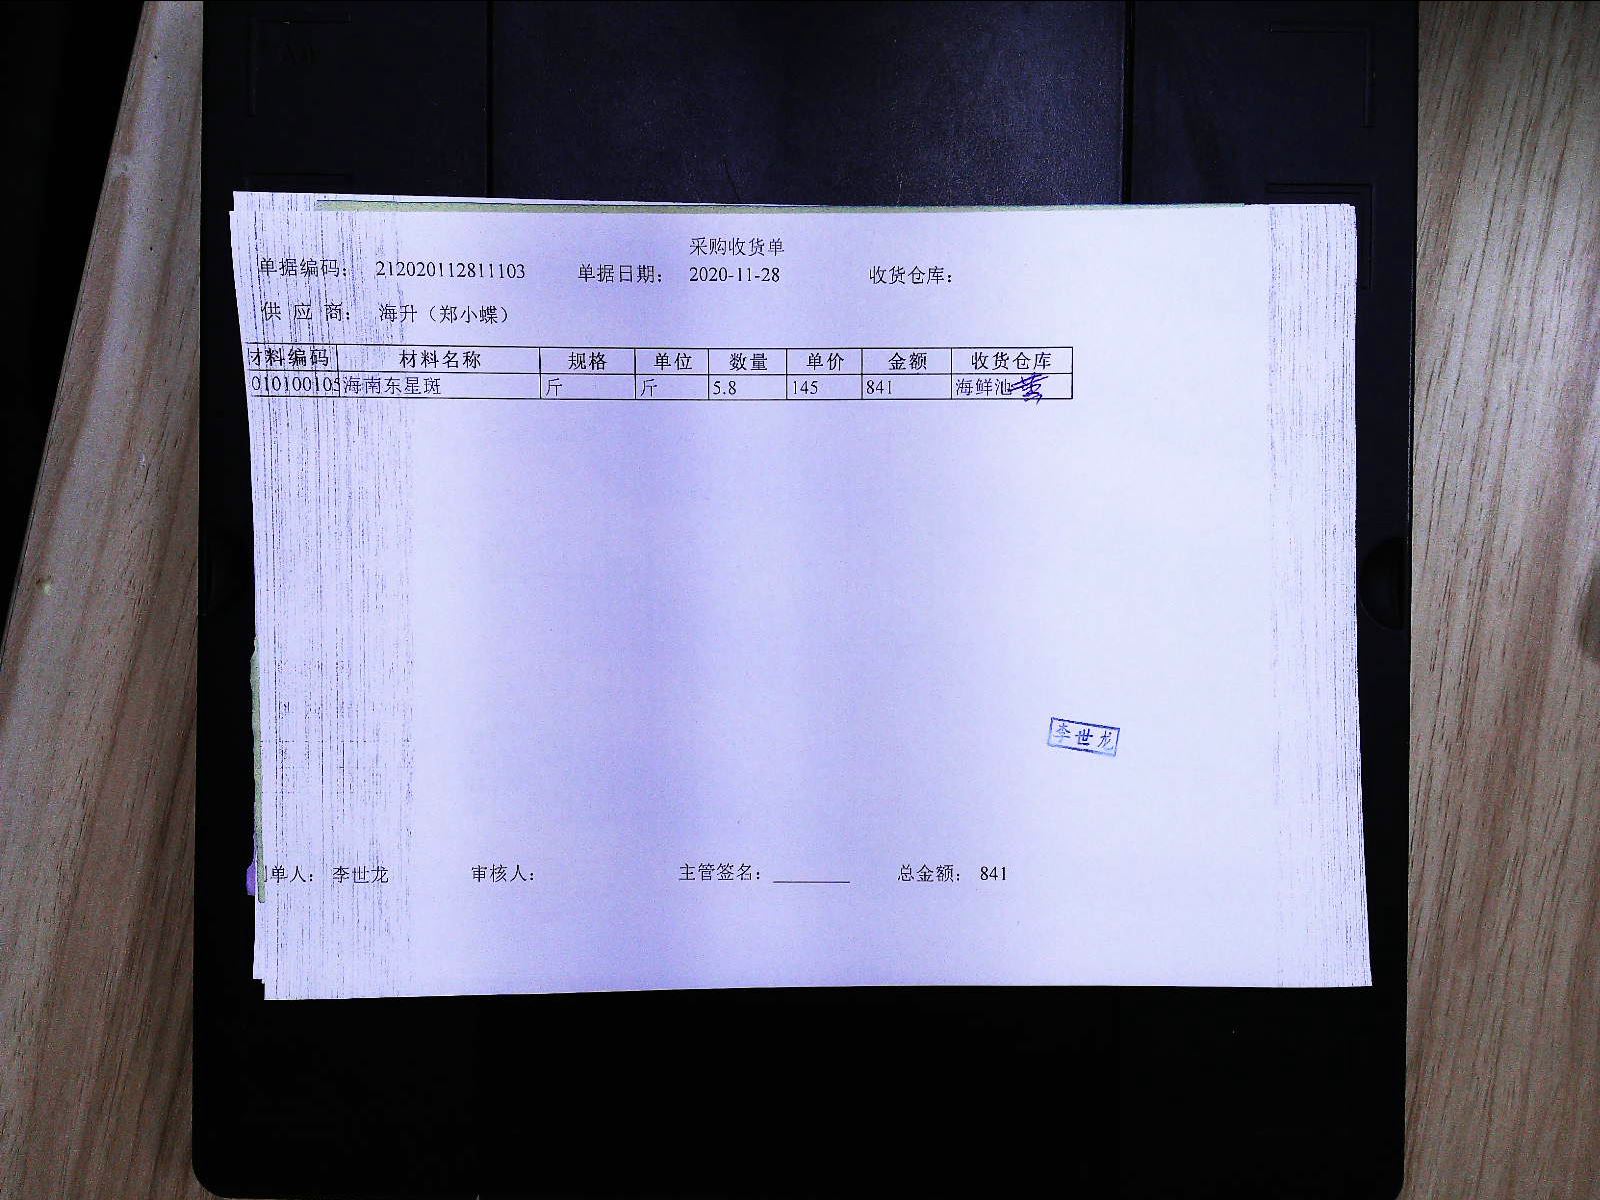 采购收货单
单据编码： 212020112811103 单据日期： 2020-11-28 收货仓库：
供 应 商： 海升（郑小蝶）
材料编码 材料名称 规格 单位 数量 单价 金额 收货仓库
010100105 海南东星斑 斤 斤 5.8 145 841 海鲜池
李世龙
制单人： 李世龙 审核人： 主管签名： 总金额： 841